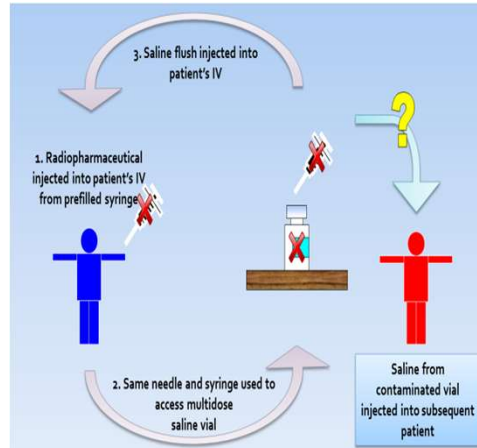 3. Saline flush injected into
patient's IV
?
1. Radiopharmaceutical
injected into patient's IV
from prefilled syringe
2. Same needle and syringe used to
access multidose
saline vial
Saline from
contaminated vial
injected into subsequent
patient